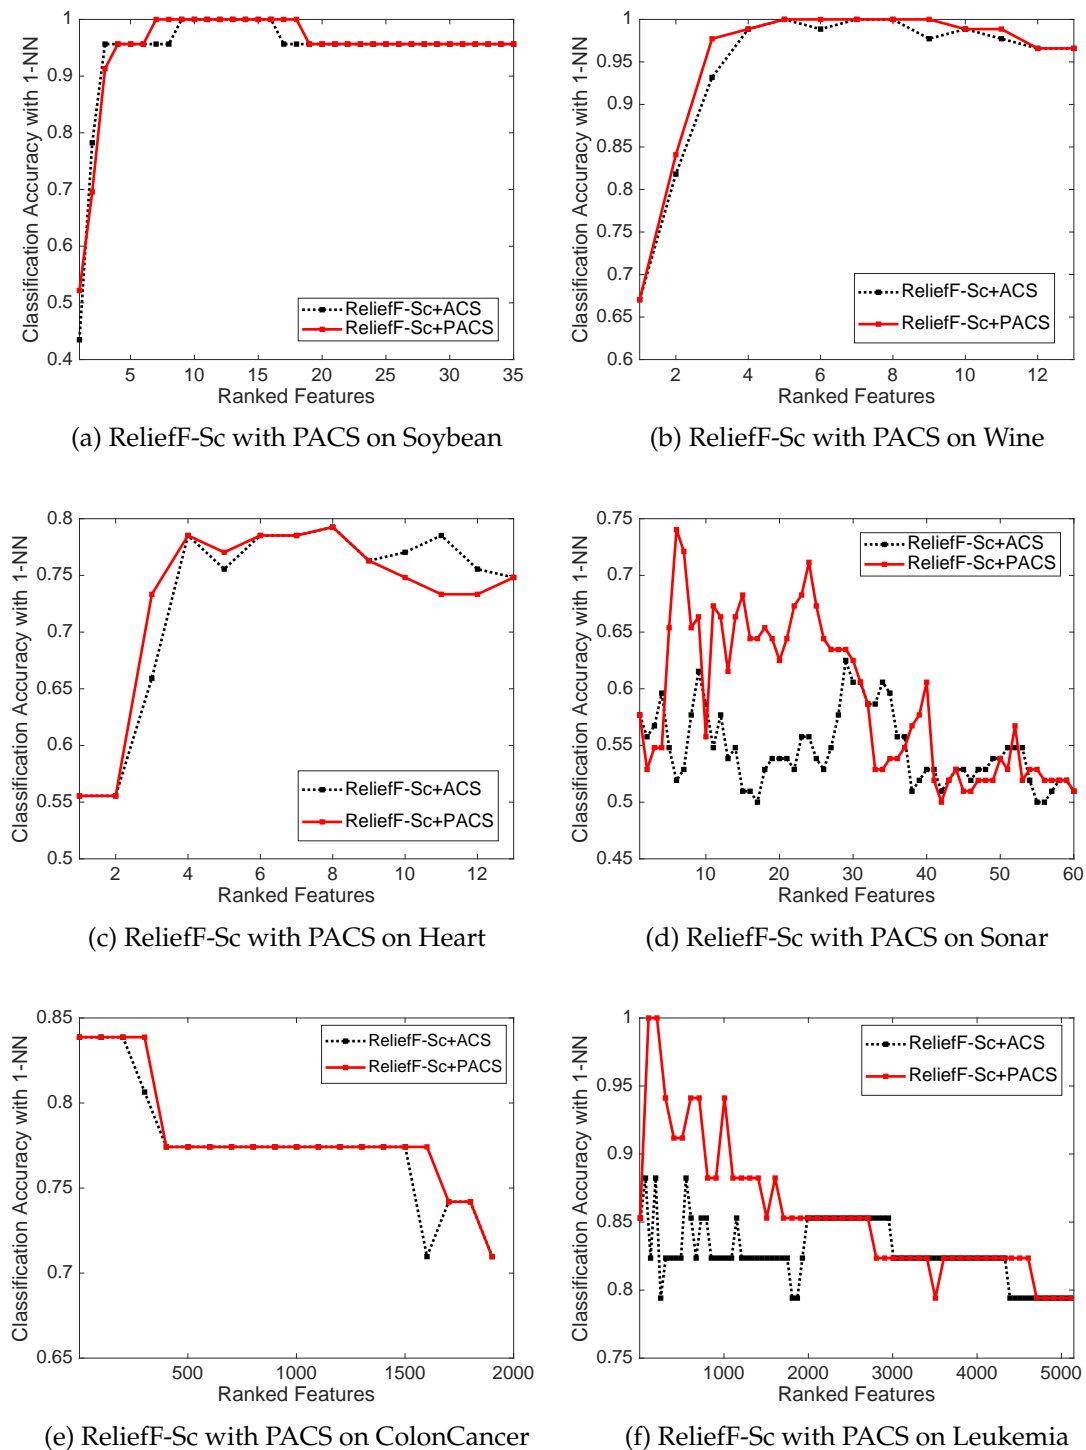 1
0.9
0.8
0.7
0.6
0.5
0.4
Classification Accuracy with 1-NN
ReliefF-Sc+ACS
ReliefF-Sc+PACS
5 10 15 20 25 30 35
Ranked Features
(a) ReliefF-Sc with PACS on Soybean
1
0.95
0.9
0.85
0.8
0.75
0.7
0.65
0.6
Classification Accuracy with 1-NN
ReliefF-Sc+ACS
ReliefF-Sc+PACS
2 4 6 8 10 12
Ranked Features
(b) ReliefF-Sc with PACS on Wine
0.8
0.75
0.7
0.65
0.6
0.55
0.5
Classification Accuracy with 1-NN
ReliefF-Sc+ACS
ReliefF-Sc+PACS
2 4 6 8 10 12
Ranked Features
(c) ReliefF-Sc with PACS on Heart
0.75
0.7
0.65
0.6
0.55
0.5
0.45
Classification Accuracy with 1-NN
ReliefF-Sc+ACS
ReliefF-Sc+PACS
10 20 30 40 50 60
Ranked Features
(d) ReliefF-Sc with PACS on Sonar
0.85
0.8
0.75
0.7
0.65
Classification Accuracy with 1-NN
ReliefF-Sc+ACS
ReliefF-Sc+PACS
500 1000 1500 2000
Ranked Features
(e) ReliefF-Sc with PACS on ColonCancer
1
0.95
0.9
0.85
0.8
0.75
Classification Accuracy with 1-NN
ReliefF-Sc+ACS
ReliefF-Sc+PACS
1000 2000 3000 4000 5000
Ranked Features
(f) ReliefF-Sc with PACS on Leukemia